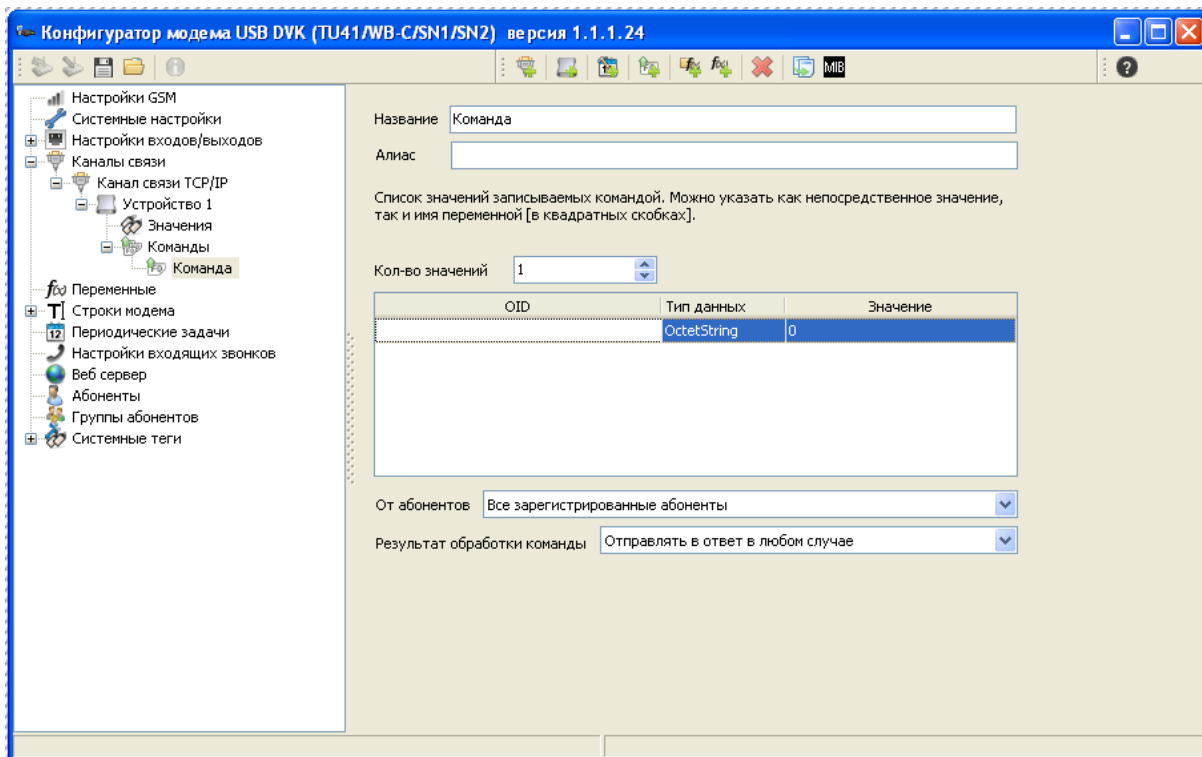 Конфигуратор модема USB DVK (TU41/WB-C/SN1/SN2) версия 1.1.1.24
MIB
Настройки GSM
Системные настройки
Настройки входов/выходов
Каналы связи
Канал связи TCP/IP
Устройство 1
Значения
Команды
Команда
f(x) Переменные
Строки модема
12 Периодические задачи
Настройки входящих звонков
Веб сервер
Абоненты
Группы абонентов
Системные теги
Название Команда
Алиас
Список значений записываемых командой. Можно указать как непосредственное значение,
так и имя переменной [в квадратных скобках].
Кол-во значений 1
OID Тип данных Значение
OctetString 0
От абонентов Все зарегистрированные абоненты
Результат обработки команды Отправлять в ответ в любом случае